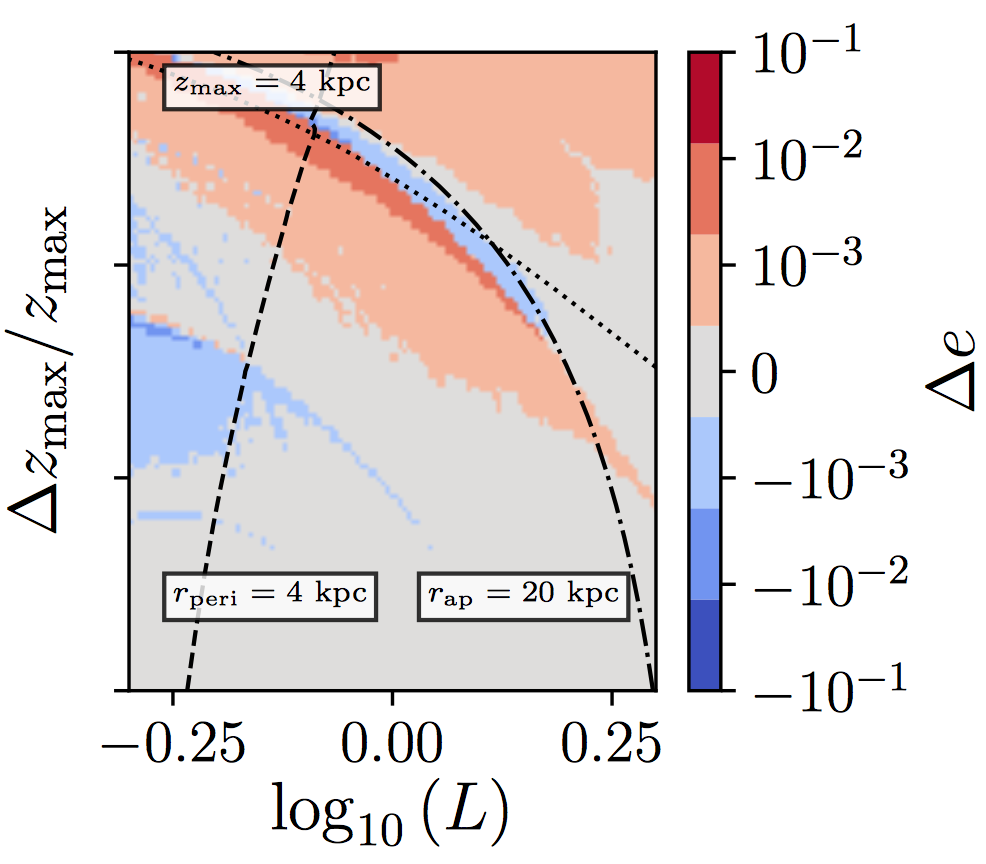 z_max = 4 kpc
r_peri = 4 kpc
r_ap = 20 kpc
Δz_max/ z_max
−0.25
0.00
0.25
log₁₀ (L)
10⁻¹
10⁻²
10⁻³
0
−10⁻³
−10⁻²
−10⁻¹
Δe